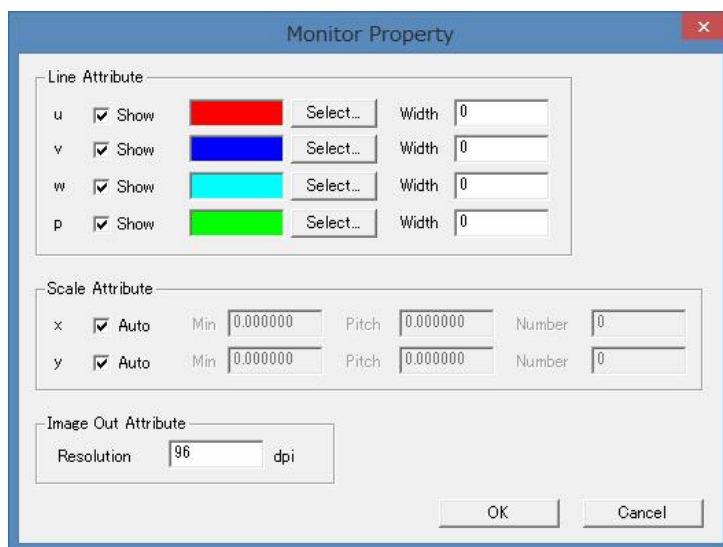 Monitor Property
Line Attribute
u Show Select... Width 0
v Show Select... Width 0
w Show Select... Width 0
p Show Select... Width 0
Scale Attribute
x Auto Min 0.000000 Pitch 0.000000 Number 0
y Auto Min 0.000000 Pitch 0.000000 Number 0
Image Out Attribute
Resolution 96 dpi
OK Cancel